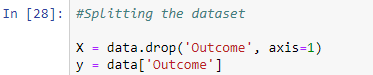 In [28]: #Splitting the dataset
X = data.drop('Outcome', axis=1)
y = data['Outcome']